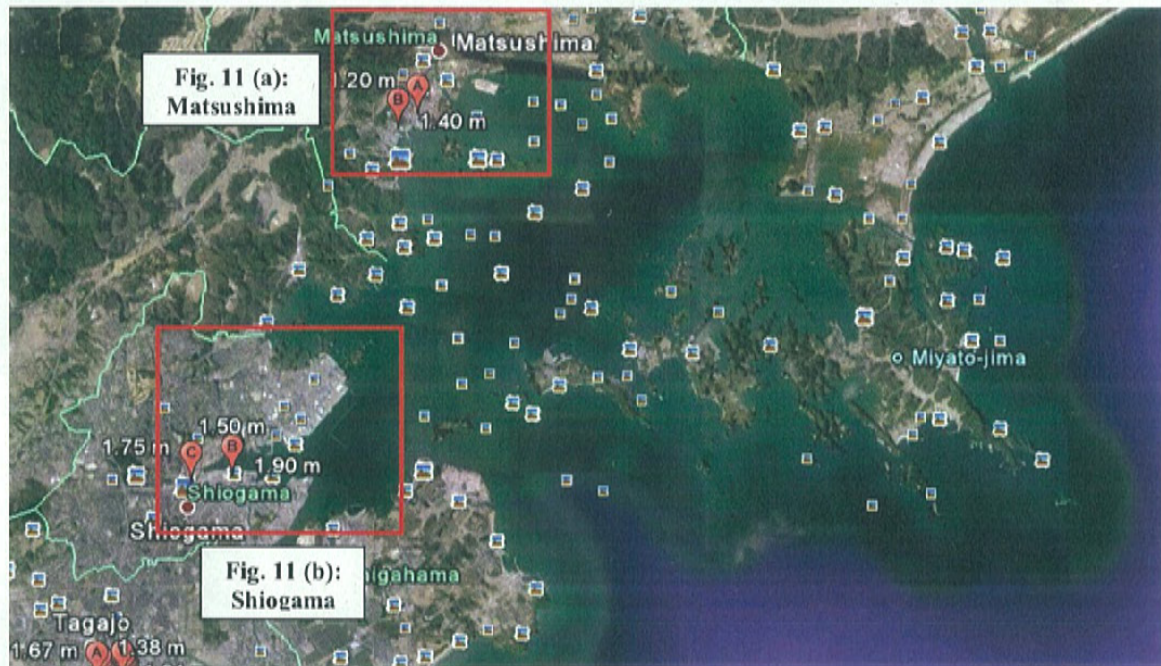 Matsushima
Matsushima
Fig. 11 (a):
Matsushima
1.20 m
A
B
1.40 m
Miyato-jima
1.50 m
1.75 m
C
B
1.90 m
Shiogama
Shiogama
Fig. 11 (b):
Shiogama
higahama
Tagajo
1.67 m
A
1.38 m